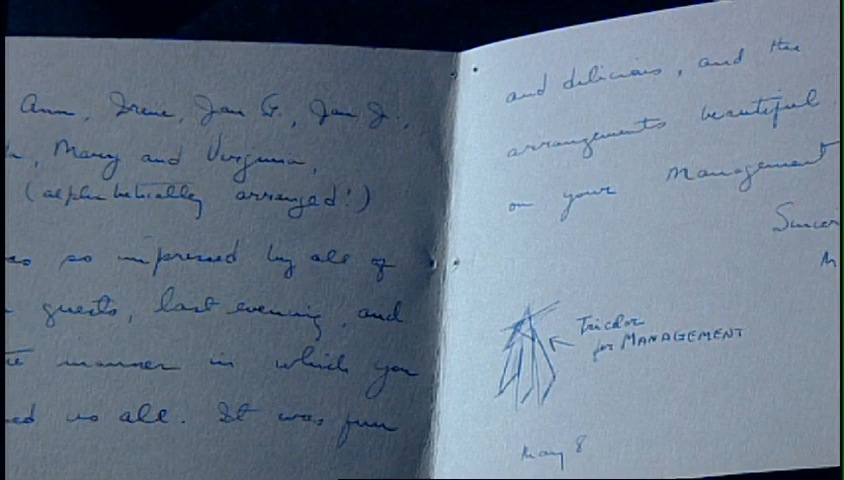 Ann, Irene, Jan G., Jan J.,
Mary and Virginia,
(alphabetically arranged!)
so impressed by all of
guests, last evening, and
manner in which you
us all. It was fun
and delicious, and the
arrangements beautiful
on your Management
Tricolor
for MANAGEMENT
May 8